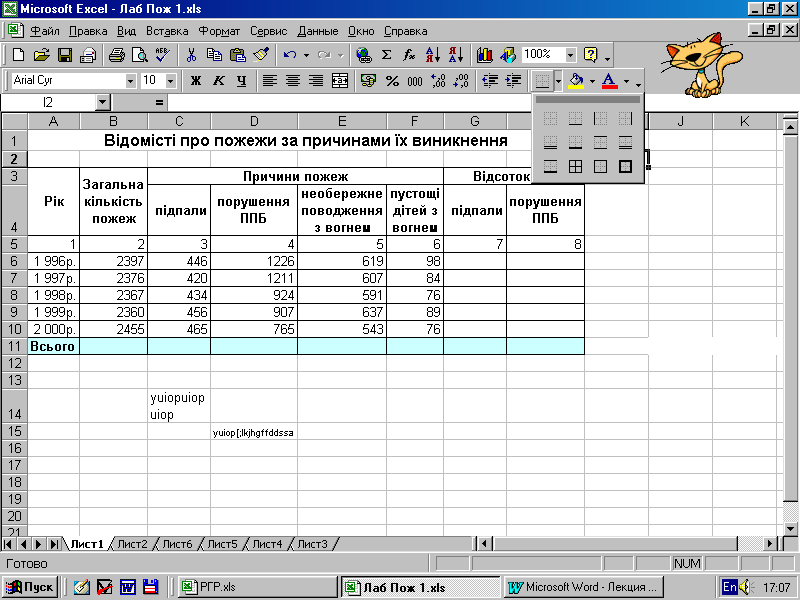 Microsoft Excel - Лаб Пож 1.xls
Файл Правка Вид Вставка Формат Сервис Данные Окно Справка
100%
Arial Cyr 10 Ж К Ч % 000
I2 =
A B C D E F G J K
1 Відомісті про пожежи за причинами їх виникнення
2
3 Рік Загальна кількість пожеж Причини пожеж Відсоток
4 підпали порушення ППБ необережне поводження з вогнем пустощі дітей з вогнем підпали порушення ППБ
5 1 2 3 4 5 6 7 8
6 1 996р. 2397 446 1226 619 98
7 1 997р. 2376 420 1211 607 84
8 1 998р. 2367 434 924 591 76
9 1 999р. 2360 456 907 637 89
10 2 000р. 2455 465 765 543 76
11 Всього
12
13
14 yuiopuiop
uiop
15 yuiop[;lkjhgffddssa
16
17
18
19
20
21
Лист1 Лист2 Лист6 Лист5 Лист4 Лист3
Готово NUM
Пуск РГР.xls Лаб Пож 1.xls Microsoft Word - Лекция ... En 17:07